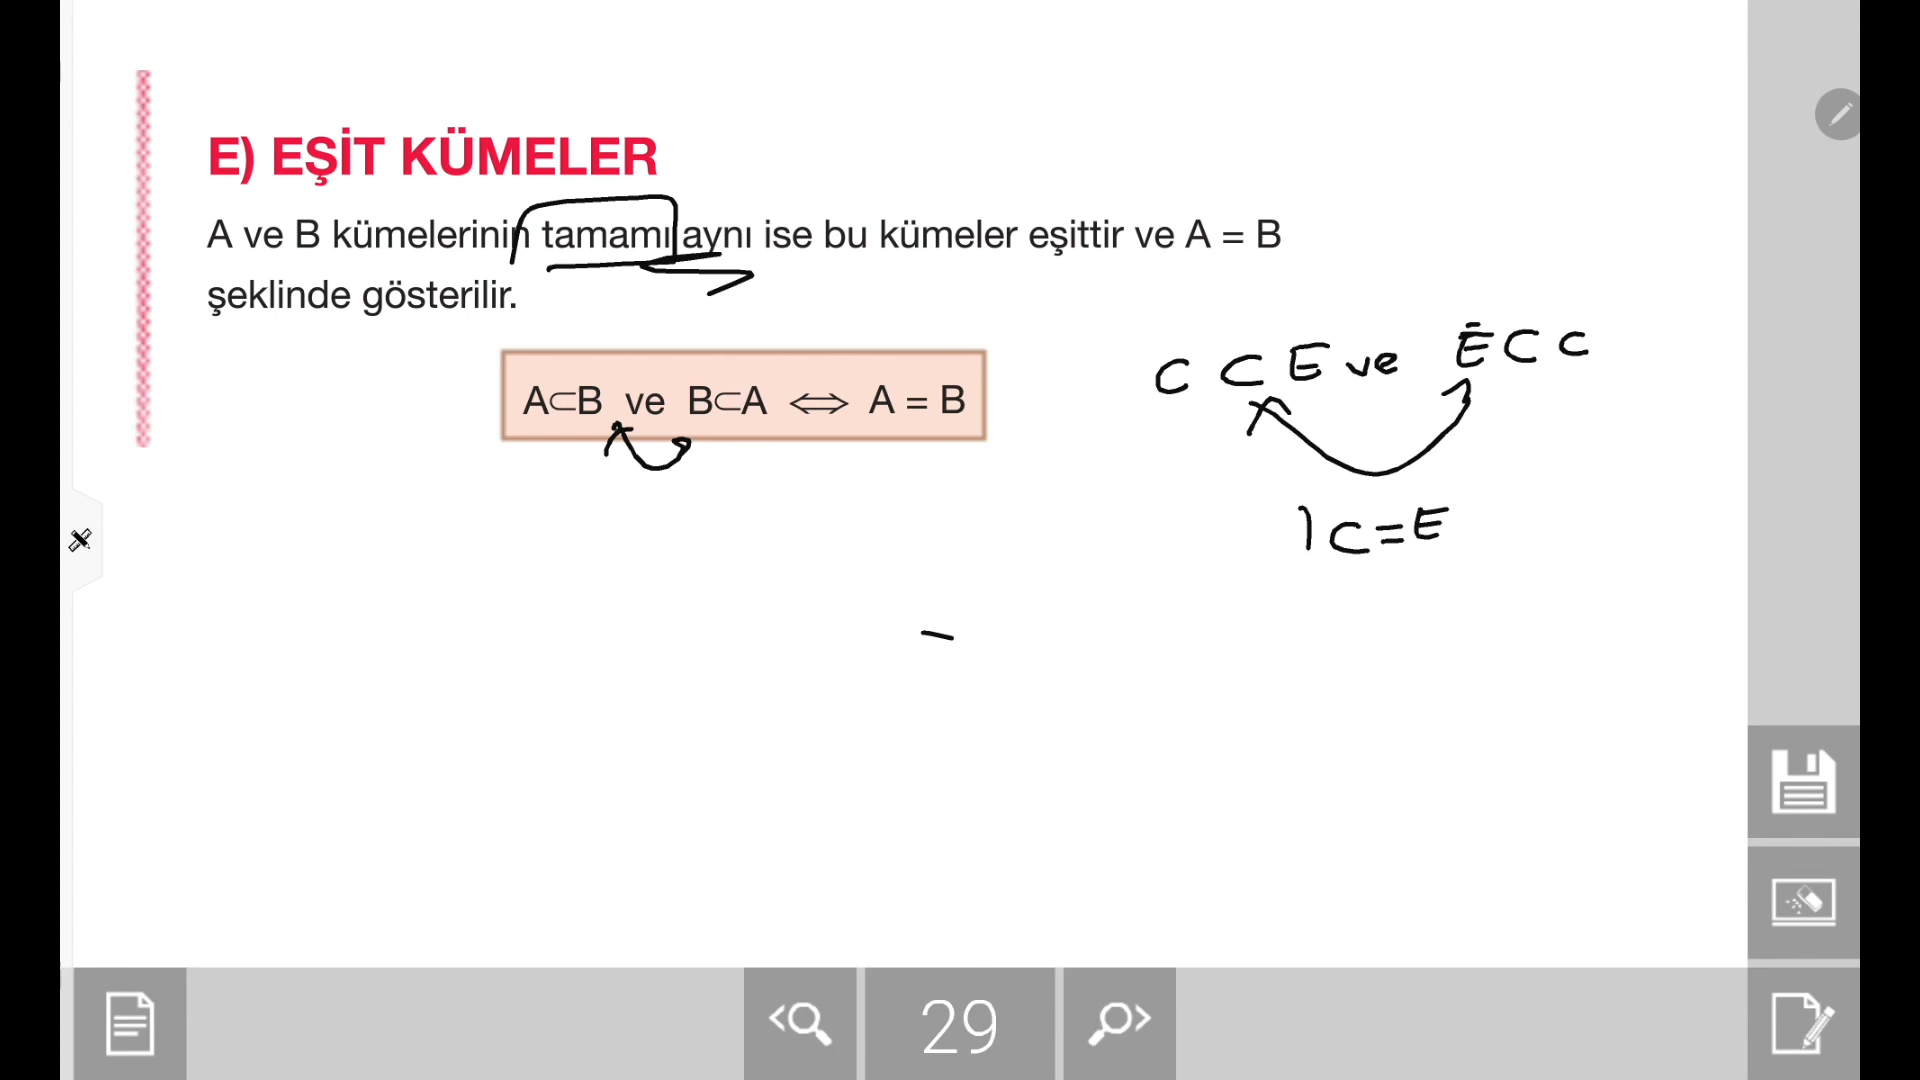 E) EŞİT KÜMELER
A ve B kümelerinin tamamı aynı ise bu kümeler eşittir ve A = B
şeklinde gösterilir.
A⊂B ve B⊂A ⟺ A = B
C ⊂ E ve E ⊂ C
C = E
29